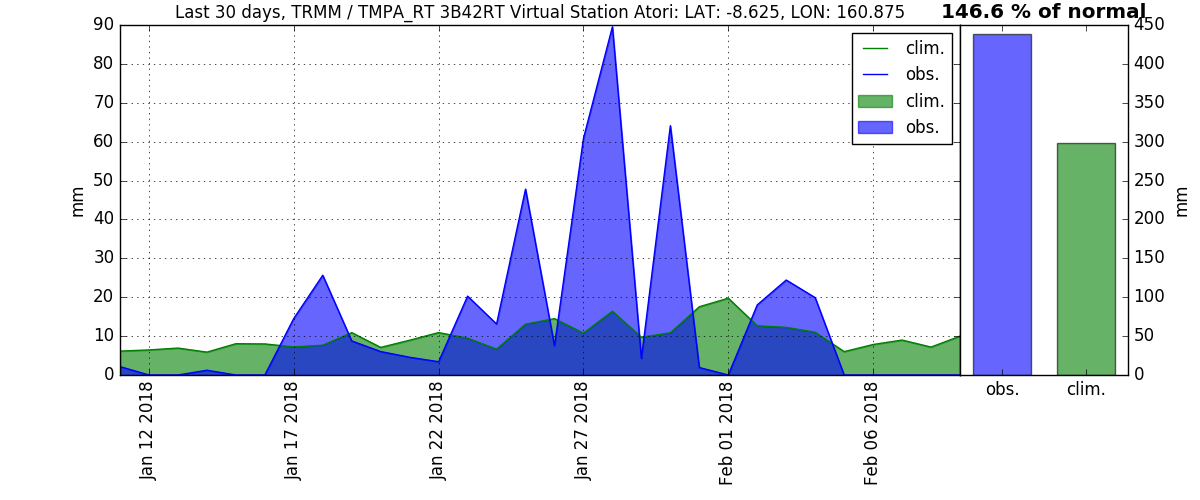 Last 30 days, TRMM / TMPA_RT 3B42RT Virtual Station Atori: LAT: -8.625, LON: 160.875
146.6 % of normal
90
80
70
60
50
40
30
20
10
0
mm
clim.
obs.
clim.
obs.
Jan 12 2018
Jan 17 2018
Jan 22 2018
Jan 27 2018
Feb 01 2018
Feb 06 2018
450
400
350
300
250
200
150
100
50
0
mm
obs.
clim.